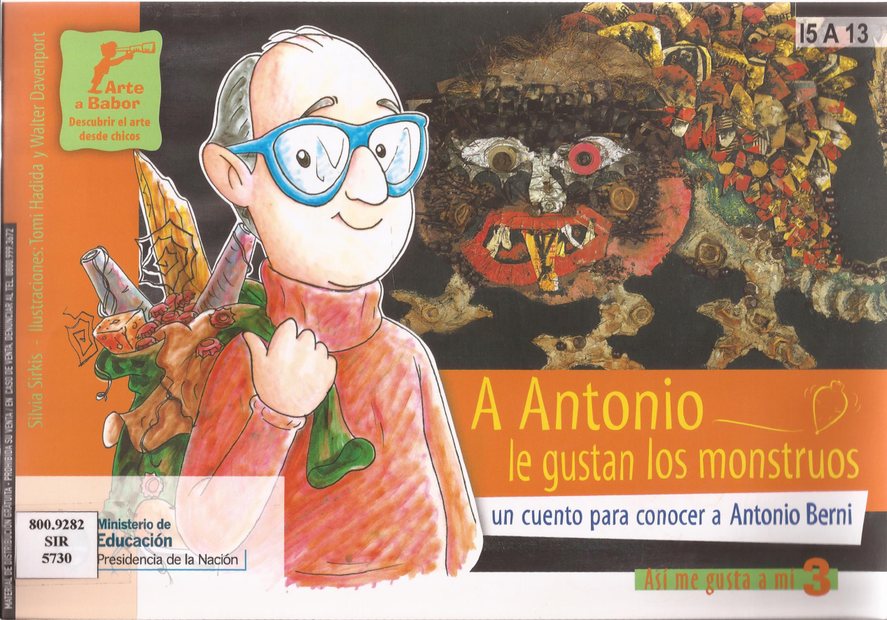 I5 A 13
Arte
a Babor
Descubrir el arte
desde chicos
Silvia Sirkis - Ilustraciones: Tomi Hadida y Walter Davenport
MATERIAL DE DISTRIBUCIÓN GRATUITA - PROHIBIDA SU VENTA / EN CASO DE VENTA, DENUNCIAR AL TEL. 0800.999.3672
A Antonio
le gustan los monstruos
un cuento para conocer a Antonio Berni
Así me gusta a mí 3
800.9282
SIR
5730
Ministerio de
Educación
Presidencia de la Nación